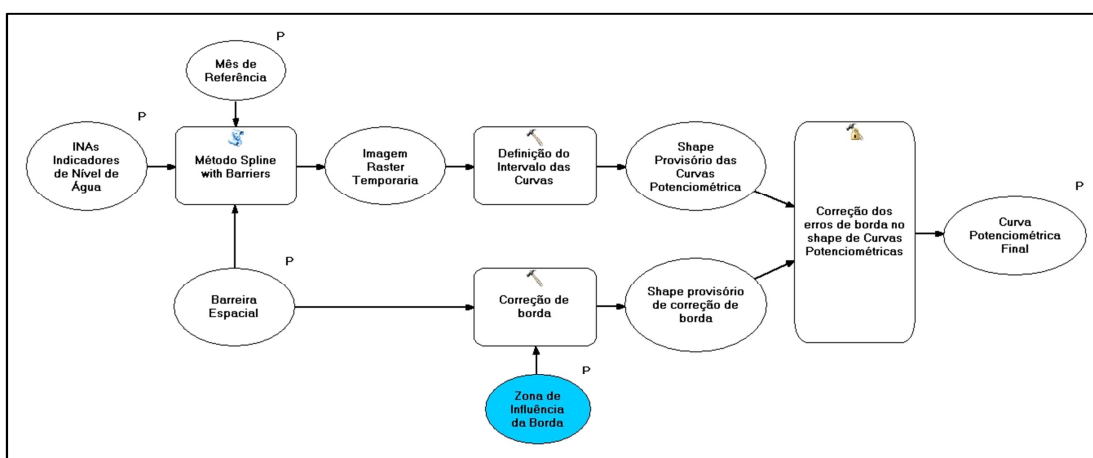 P
Mês de
Referência
P
INAs
Indicadores
de Nível de
Água
Método Spline
with Barriers
Imagem
Raster
Temporaria
Definição do
Intervalo das
Curvas
Shape
Provisório das
Curvas
Potenciométrica
Correção dos
erros de borda no
shape de Curvas
Potenciométricas
P
Curva
Potenciométrica
Final
P
Barreira
Espacial
Correção de
borda
Shape provisório
de correção de
borda
P
Zona de
Influência
da Borda